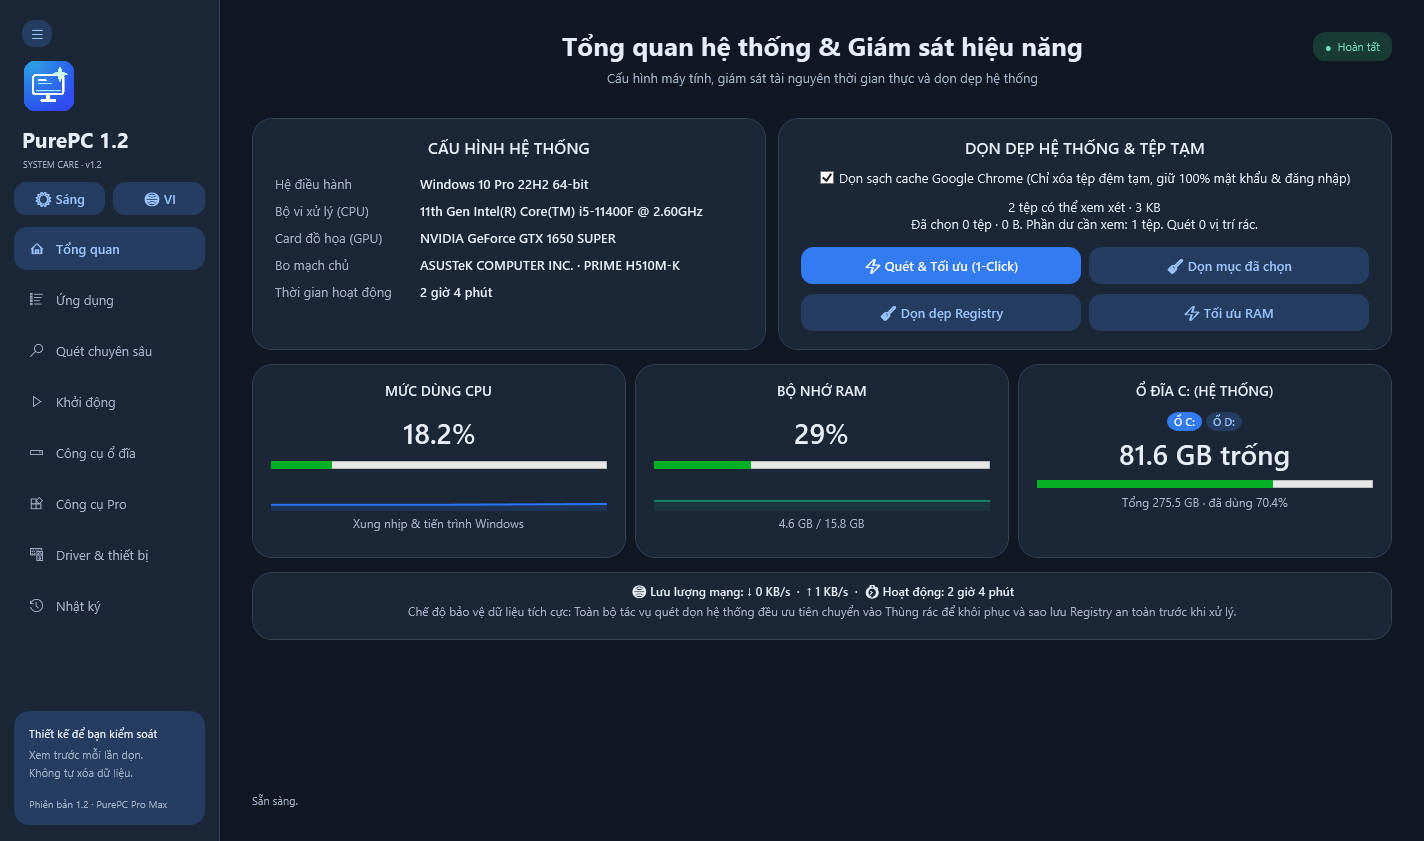 PurePC 1.2
SYSTEM CARE · v1.2
Sáng
VI
Tổng quan
Ứng dụng
Quét chuyên sâu
Khởi động
Công cụ ổ đĩa
Công cụ Pro
Driver & thiết bị
Nhật ký
Thiết kế để bạn kiểm soát
Xem trước mỗi lần dọn.
Không tự xóa dữ liệu.
Phiên bản 1.2 · PurePC Pro Max
Tổng quan hệ thống & Giám sát hiệu năng
Cấu hình máy tính, giám sát tài nguyên thời gian thực và dọn dẹp hệ thống
● Hoàn tất
CẤU HÌNH HỆ THỐNG
Hệ điều hành Windows 10 Pro 22H2 64-bit
Bộ vi xử lý (CPU) 11th Gen Intel(R) Core(TM) i5-11400F @ 2.60GHz
Card đồ họa (GPU) NVIDIA GeForce GTX 1650 SUPER
Bo mạch chủ ASUSTeK COMPUTER INC. · PRIME H510M-K
Thời gian hoạt động 2 giờ 4 phút
DỌN DẸP HỆ THỐNG & TỆP TẠM
Dọn sạch cache Google Chrome (Chỉ xóa tệp đệm tạm, giữ 100% mật khẩu & đăng nhập)
2 tệp có thể xem xét · 3 KB
Đã chọn 0 tệp · 0 B. Phần dư cần xem: 1 tệp. Quét 0 vị trí rác.
Quét & Tối ưu (1-Click)
Dọn mục đã chọn
Dọn dẹp Registry
Tối ưu RAM
MỨC DÙNG CPU
18.2%
Xung nhịp & tiến trình Windows
BỘ NHỚ RAM
29%
4.6 GB / 15.8 GB
Ổ ĐĨA C: (HỆ THỐNG)
Ổ C: Ổ D:
81.6 GB trống
Tổng 275.5 GB · đã dùng 70.4%
Lưu lượng mạng: ↓ 0 KB/s · ↑ 1 KB/s · Hoạt động: 2 giờ 4 phút
Chế độ bảo vệ dữ liệu tích cực: Toàn bộ tác vụ quét dọn hệ thống đều ưu tiên chuyển vào Thùng rác để khôi phục và sao lưu Registry an toàn trước khi xử lý.
Sẵn sàng.